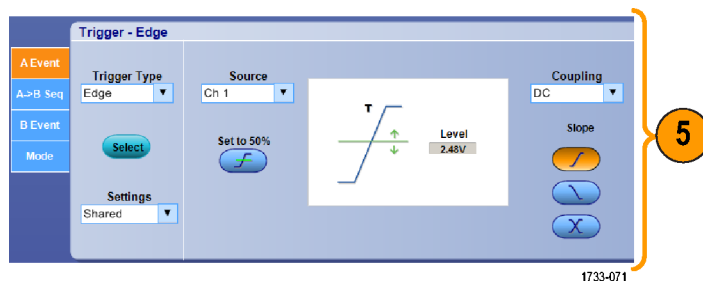 Trigger - Edge
A Event
A->B Seq
B Event
Mode
Trigger Type
Edge
Select
Settings
Shared
Source
Ch 1
Set to 50%
T
Level
2.48V
Coupling
DC
Slope
5
1733-071